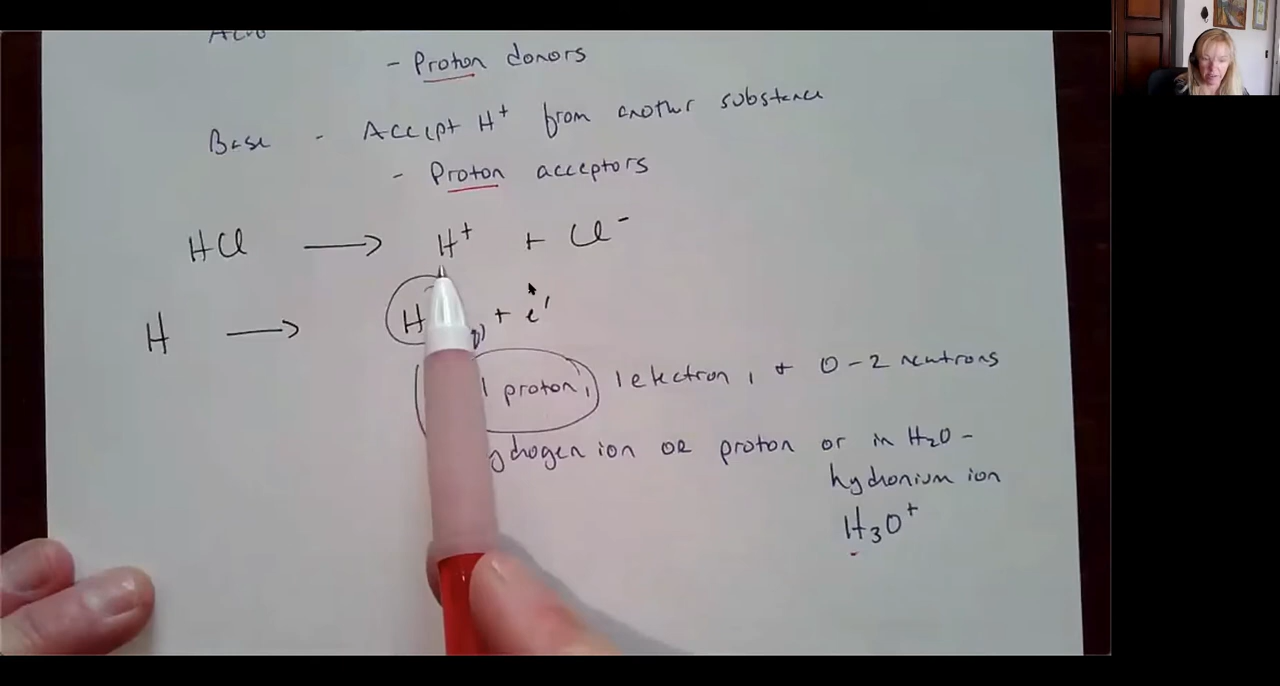 - Proton donors
Base - Accept H⁺ from another substance
- Proton acceptors
HCl → H⁺ + Cl⁻
H → H + e⁻
1 proton, 1 electron, + 0-2 neutrons
ion or proton or in H₂O -
hydronium ion
H₃O⁺